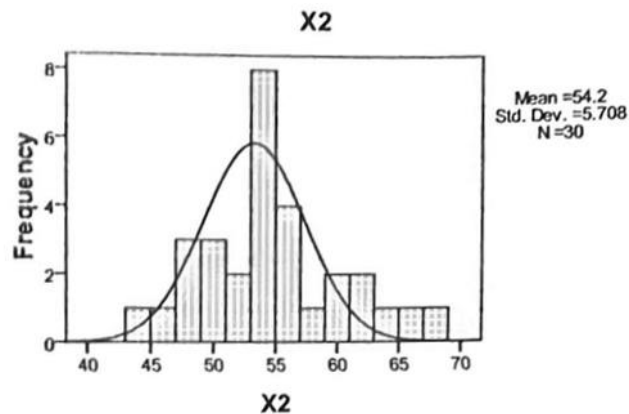 X2
8
6
4
2
0
Frequency
40 45 50 55 60 65 70
X2
Mean =54.2
Std. Dev. =5.708
N =30